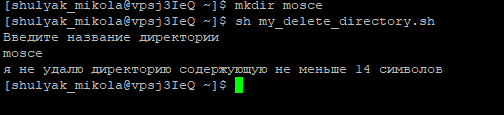 [shulyak_mikola@vpsj3IeQ ~]$ mkdir mosce
[shulyak_mikola@vpsj3IeQ ~]$ sh my_delete_directory.sh
Введите название директории
mosce
я не удалю директорию содержующую не меньше 14 символов
[shulyak_mikola@vpsj3IeQ ~]$